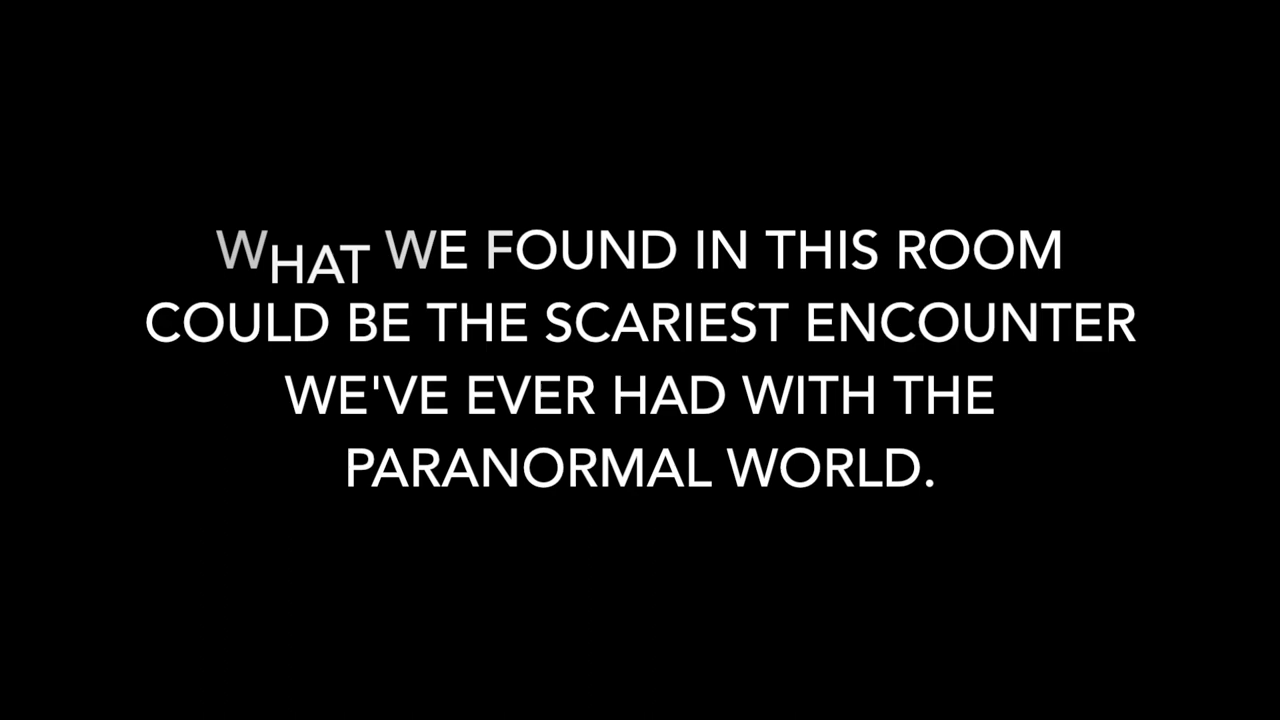 WHAT WE FOUND IN THIS ROOM
COULD BE THE SCARIEST ENCOUNTER
WE'VE EVER HAD WITH THE
PARANORMAL WORLD.